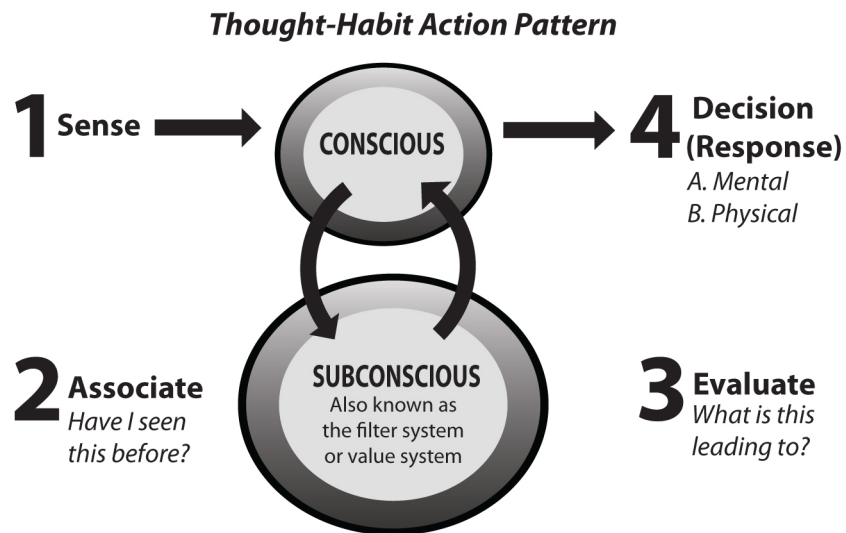 Thought-Habit Action Pattern
1 Sense
CONSCIOUS
4 Decision
(Response)
A. Mental
B. Physical
2 Associate
Have I seen
this before?
SUBCONSCIOUS
Also known as
the filter system
or value system
3 Evaluate
What is this
leading to?